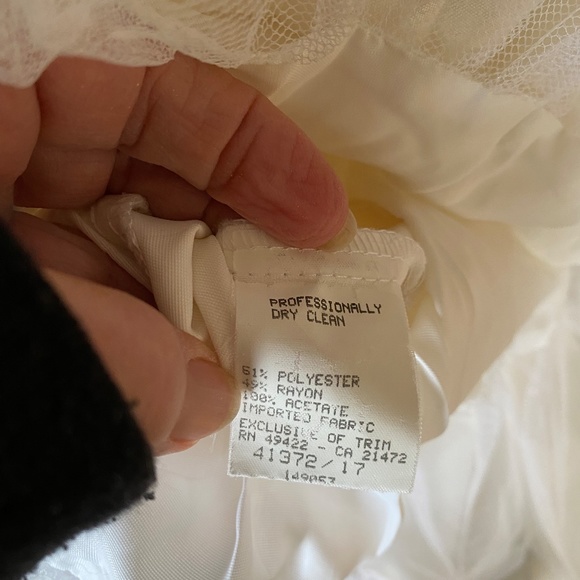 PROFESSIONALLY
DRY CLEAN
51% POLYESTER
49% RAYON
100% ACETATE
IMPORTED FABRIC
EXCLUSIVE OF TRIM
RN 49422 - CA 21472
41372/17